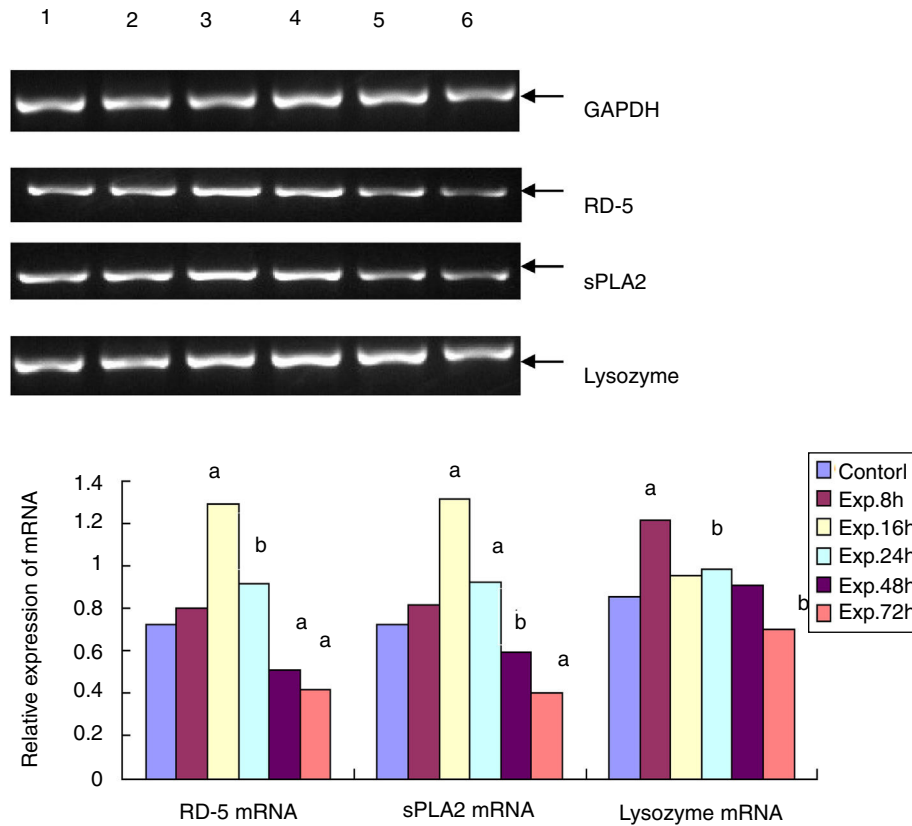 1 2 3 4 5 6
GAPDH
RD-5
sPLA2
Lysozyme
Relative expression of mRNA
1.4
1.2
1
0.8
0.6
0.4
0.2
0
a
b
a
a
a
a
b
a
a
b
b
RD-5 mRNA
sPLA2 mRNA
Lysozyme mRNA
Contorl
Exp.8h
Exp.16h
Exp.24h
Exp.48h
Exp.72h